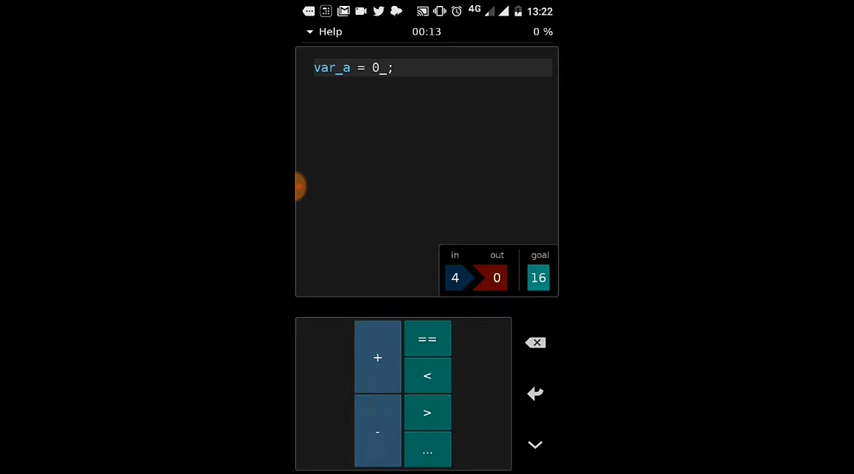 4G 13:22
Help 00:13 0 %
var_a = 0_;
in out goal
4 0 16
+ ==
<
- >
...